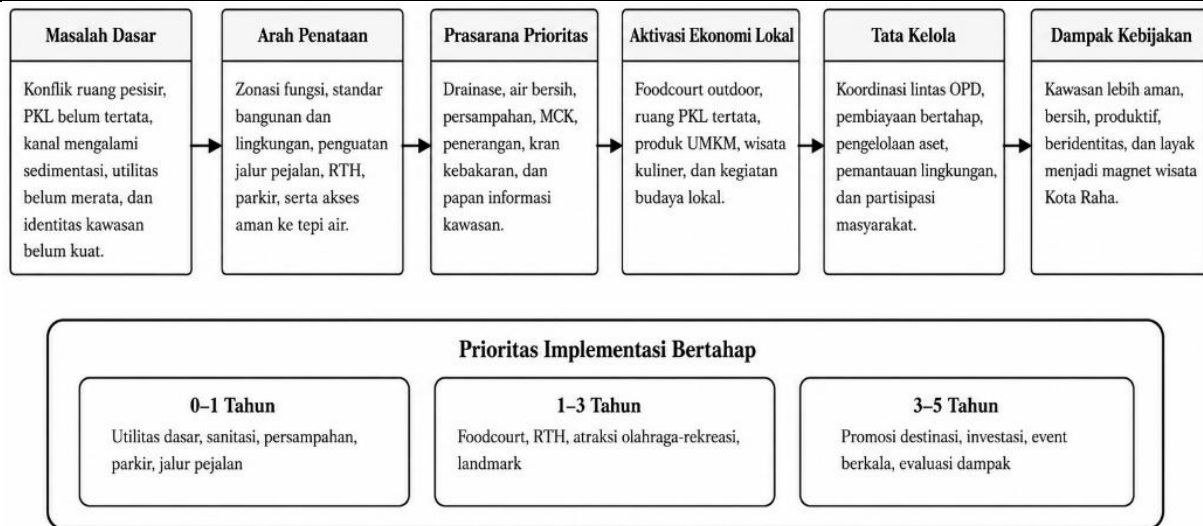 Masalah Dasar
Konflik ruang pesisir,
PKL belum tertata,
kanal mengalami
sedimentasi, utilitas
belum merata, dan
identitas kawasan
belum kuat.
Arah Penataan
Zonasi fungsi, standar
bangunan dan
lingkungan, penguatan
jalur pejalan, RTH,
parkir, serta akses
aman ke tepi air.
Prasarana Prioritas
Drainase, air bersih,
persampahan, MCK,
penerangan, kran
kebakaran, dan
papan informasi
kawasan.
Aktivasi Ekonomi Lokal
Foodcourt outdoor,
ruang PKL tertata,
produk UMKM, wisata
kuliner, dan kegiatan
budaya lokal.
Tata Kelola
Koordinasi lintas OPD,
pembiayaan bertahap,
pengelolaan aset,
pemantauan lingkungan,
dan partisipasi
masyarakat.
Dampak Kebijakan
Kawasan lebih aman,
bersih, produktif,
beridentitas, dan layak
menjadi magnet wisata
Kota Raha.
Prioritas Implementasi Bertahap
0–1 Tahun
Utilitas dasar, sanitasi, persampahan,
parkir, jalur pejalan
1–3 Tahun
Foodcourt, RTH, atraksi olahraga-rekreasi,
landmark
3–5 Tahun
Promosi destinasi, investasi, event
berkala, evaluasi dampak